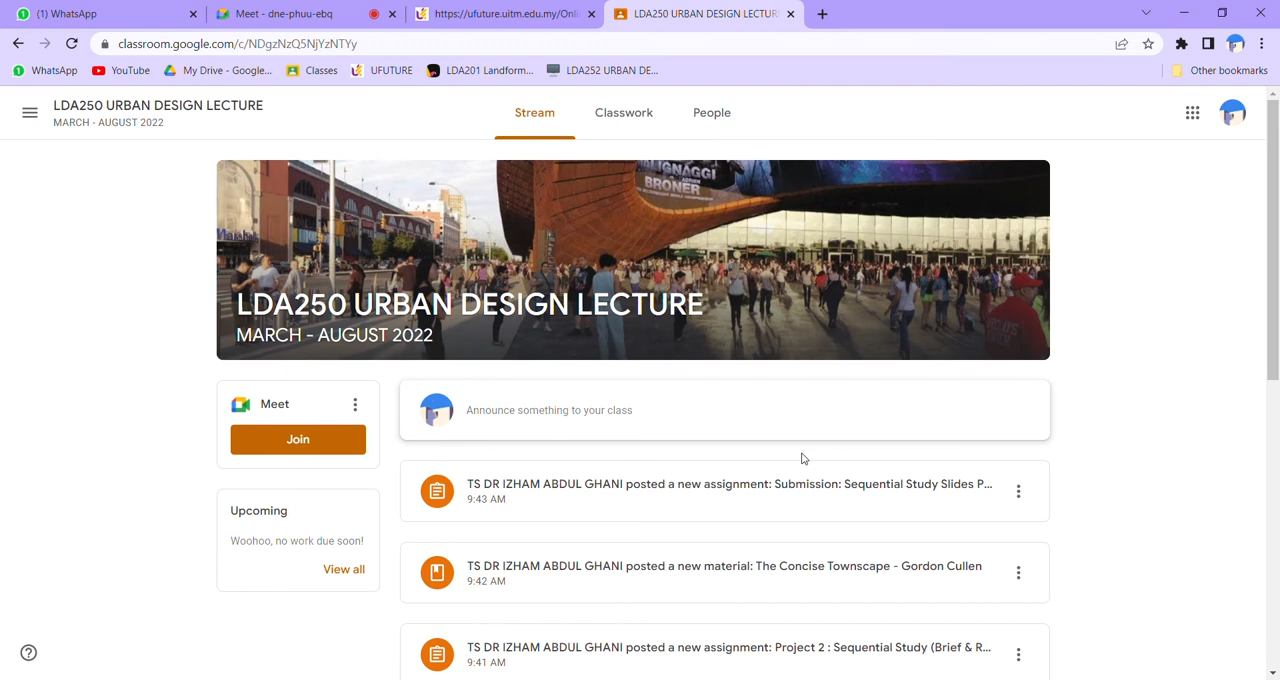 (1) WhatsApp
Meet - dne-phuu-ebq
https://ufuture.uitm.edu.my/Onli
LDA250 URBAN DESIGN LECTUR
classroom.google.com/c/NDgzNzQ5NjYzNTYy
WhatsApp
YouTube
My Drive - Google...
Classes
UFUTURE
LDA201 Landform...
LDA252 URBAN DE...
Other bookmarks
LDA250 URBAN DESIGN LECTURE
MARCH - AUGUST 2022
Stream
Classwork
People
MALIGNAGGI
ADRIEN
BRONER
LDA250 URBAN DESIGN LECTURE
MARCH - AUGUST 2022
Meet
Join
Announce something to your class
Upcoming
Woohoo, no work due soon!
View all
TS DR IZHAM ABDUL GHANI posted a new assignment: Submission: Sequential Study Slides P...
9:43 AM
TS DR IZHAM ABDUL GHANI posted a new material: The Concise Townscape - Gordon Cullen
9:42 AM
TS DR IZHAM ABDUL GHANI posted a new assignment: Project 2 : Sequential Study (Brief & R...
9:41 AM